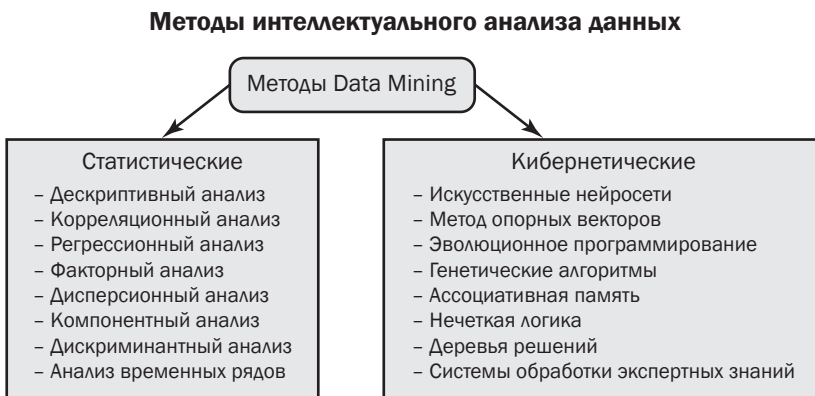 Методы интеллектуального анализа данных
Методы Data Mining
Статистические
– Дескриптивный анализ
– Корреляционный анализ
– Регрессионный анализ
– Факторный анализ
– Дисперсионный анализ
– Компонентный анализ
– Дискриминантный анализ
– Анализ временных рядов
Кибернетические
– Искусственные нейросети
– Метод опорных векторов
– Эволюционное программирование
– Генетические алгоритмы
– Ассоциативная память
– Нечеткая логика
– Деревья решений
– Системы обработки экспертных знаний